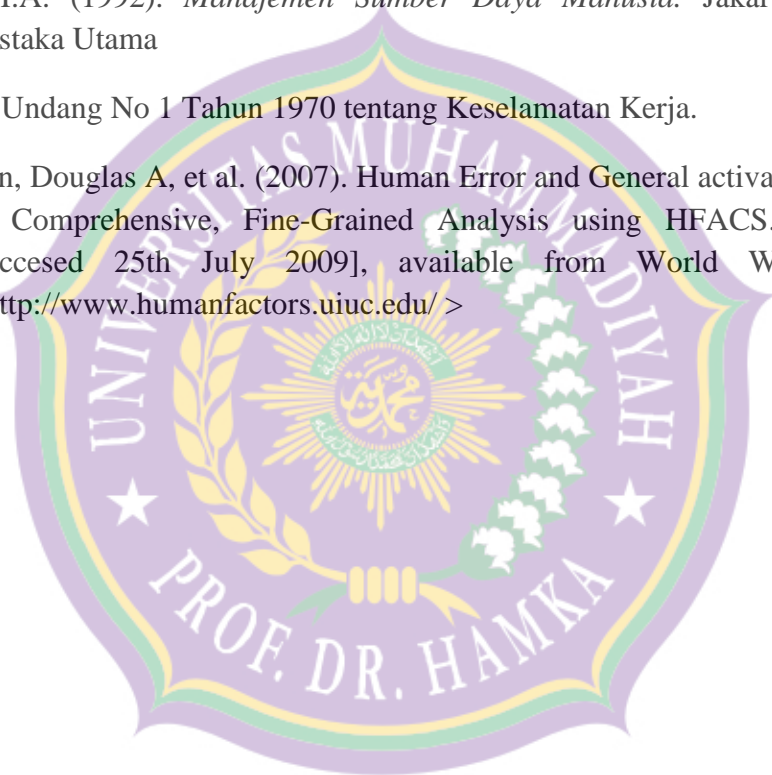 I.A. (1992). Manajemen Sumber Daya Manusia. Jakar
staka Utama
Undang No 1 Tahun 1970 tentang Keselamatan Kerja.
n, Douglas A, et al. (2007). Human Error and General activa
Comprehensive, Fine-Grained Analysis using HFACS.
ccesed 25th July 2009], available from World W
ttp://www.humanfactors.uiuc.edu/ >
UNIVERSITAS MUHAMMADIYAH
PROF. DR. HAMKA
محمدية